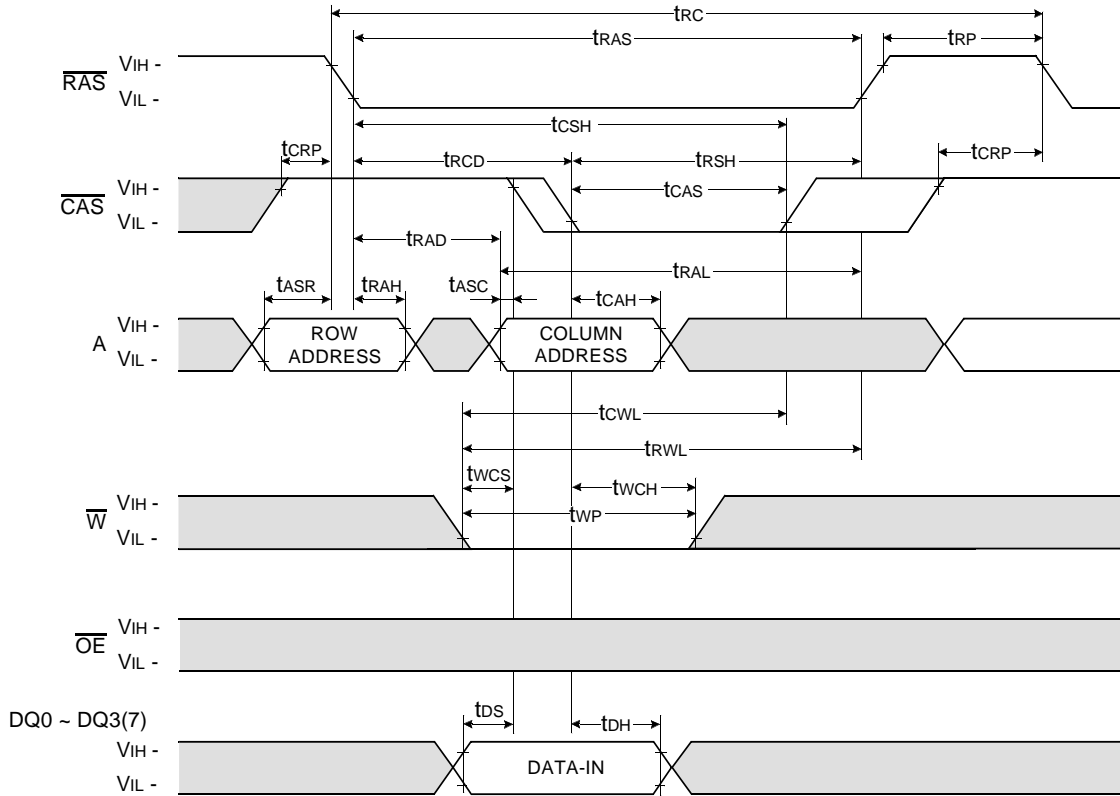 tRC
tRAS
tRP
RAS
VIH -
VIL -
tCSH
tCRP
tRCD
tRSH
tCRP
CAS
VIH -
VIL -
tCAS
tRAD
tRAL
tASR
tRAH
tASC
tCAH
A
VIH -
VIL -
ROW
ADDRESS
COLUMN
ADDRESS
tCWL
tRWL
tWCS
tWCH
W
VIH -
VIL -
tWP
OE
VIH -
VIL -
tDS
tDH
DQ0 ~ DQ3(7)
VIH -
VIL -
DATA-IN